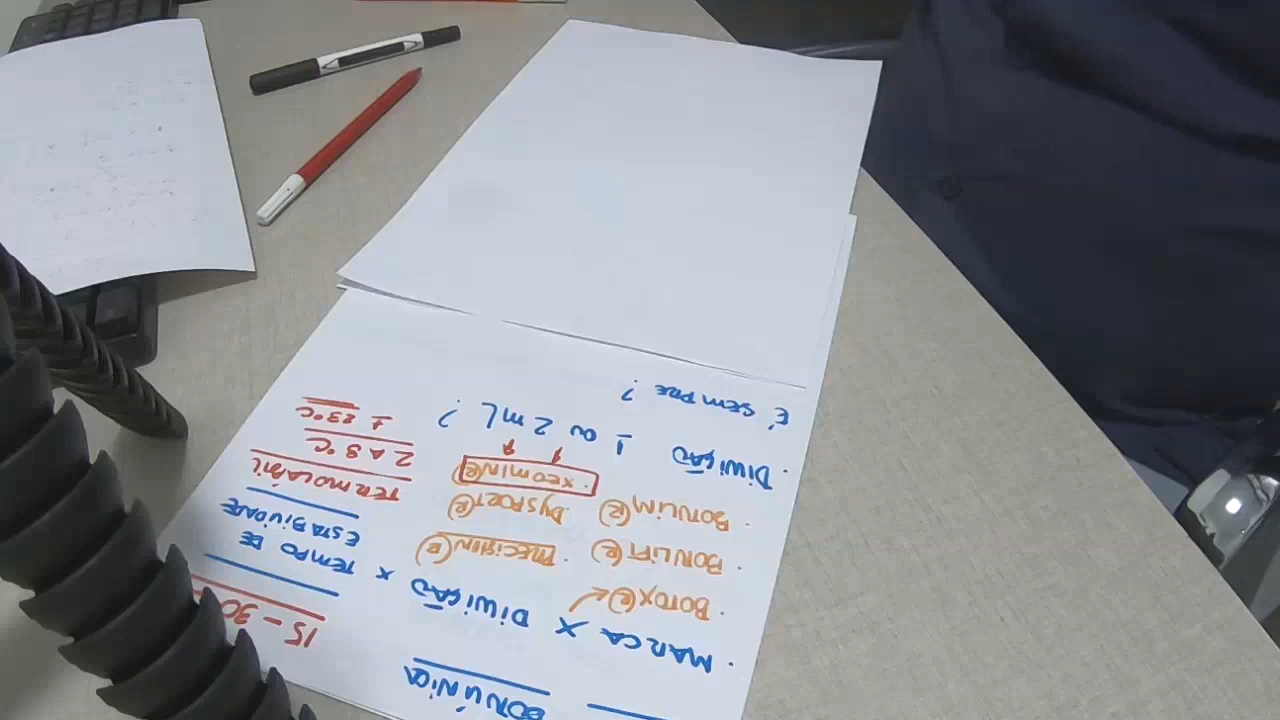 BOTULÍNICA
· MARCA X DILUIÇÃO X TEMPO DE
ESTABILIDADE
15 - 30
· BOTOX®
· BOTULIFT® · PRECISION®
· BOTULIM® · DYSPORT®
· XEOMIN®
TERMOLÁBIL
2 A 8°C
± 23°C
· DILUIÇÃO 1 ou 2 mL ?
É SEMPRE ?